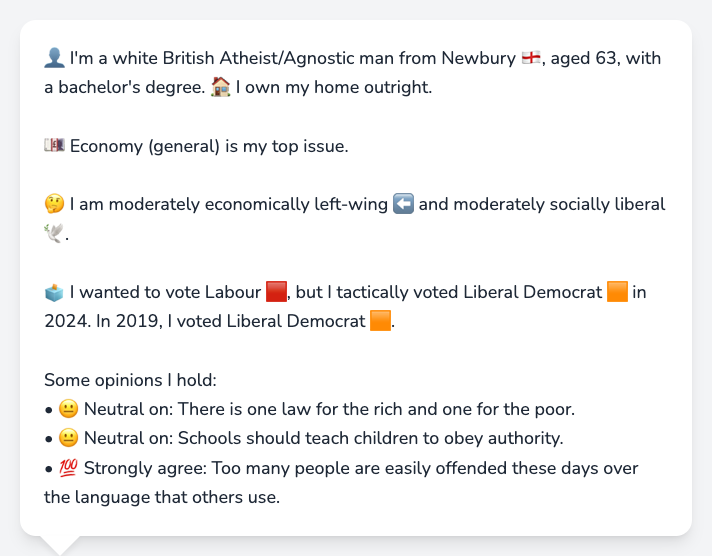 👤 I'm a white British Atheist/Agnostic man from Newbury 🏴󠁧󠁢󠁥󠁮󠁧󠁿, aged 63, with
a bachelor's degree. 🏠 I own my home outright.
💷 Economy (general) is my top issue.
🤔 I am moderately economically left-wing ⬅️ and moderately socially liberal
🕊️.
🗳️ I wanted to vote Labour 🟥, but I tactically voted Liberal Democrat 🟧 in
2024. In 2019, I voted Liberal Democrat 🟧.
Some opinions I hold:
• 😐 Neutral on: There is one law for the rich and one for the poor.
• 😐 Neutral on: Schools should teach children to obey authority.
• 💯 Strongly agree: Too many people are easily offended these days over
the language that others use.